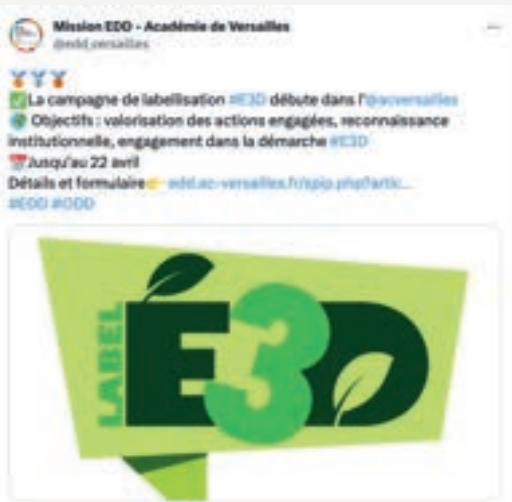 Mission EDD - Académie de Versailles
@edd_versailles
🥇🥈🥉
✅La campagne de labellisation #E3D débute dans l'@acversailles
🌍 Objectifs : valorisation des actions engagées, reconnaissance
institutionnelle, engagement dans la démarche #E3D
📅Jusqu'au 22 avril
Détails et formulaire👉 edd.ac-versailles.fr/spip.php?artic...
#EDD #ODD
LABEL
É3D